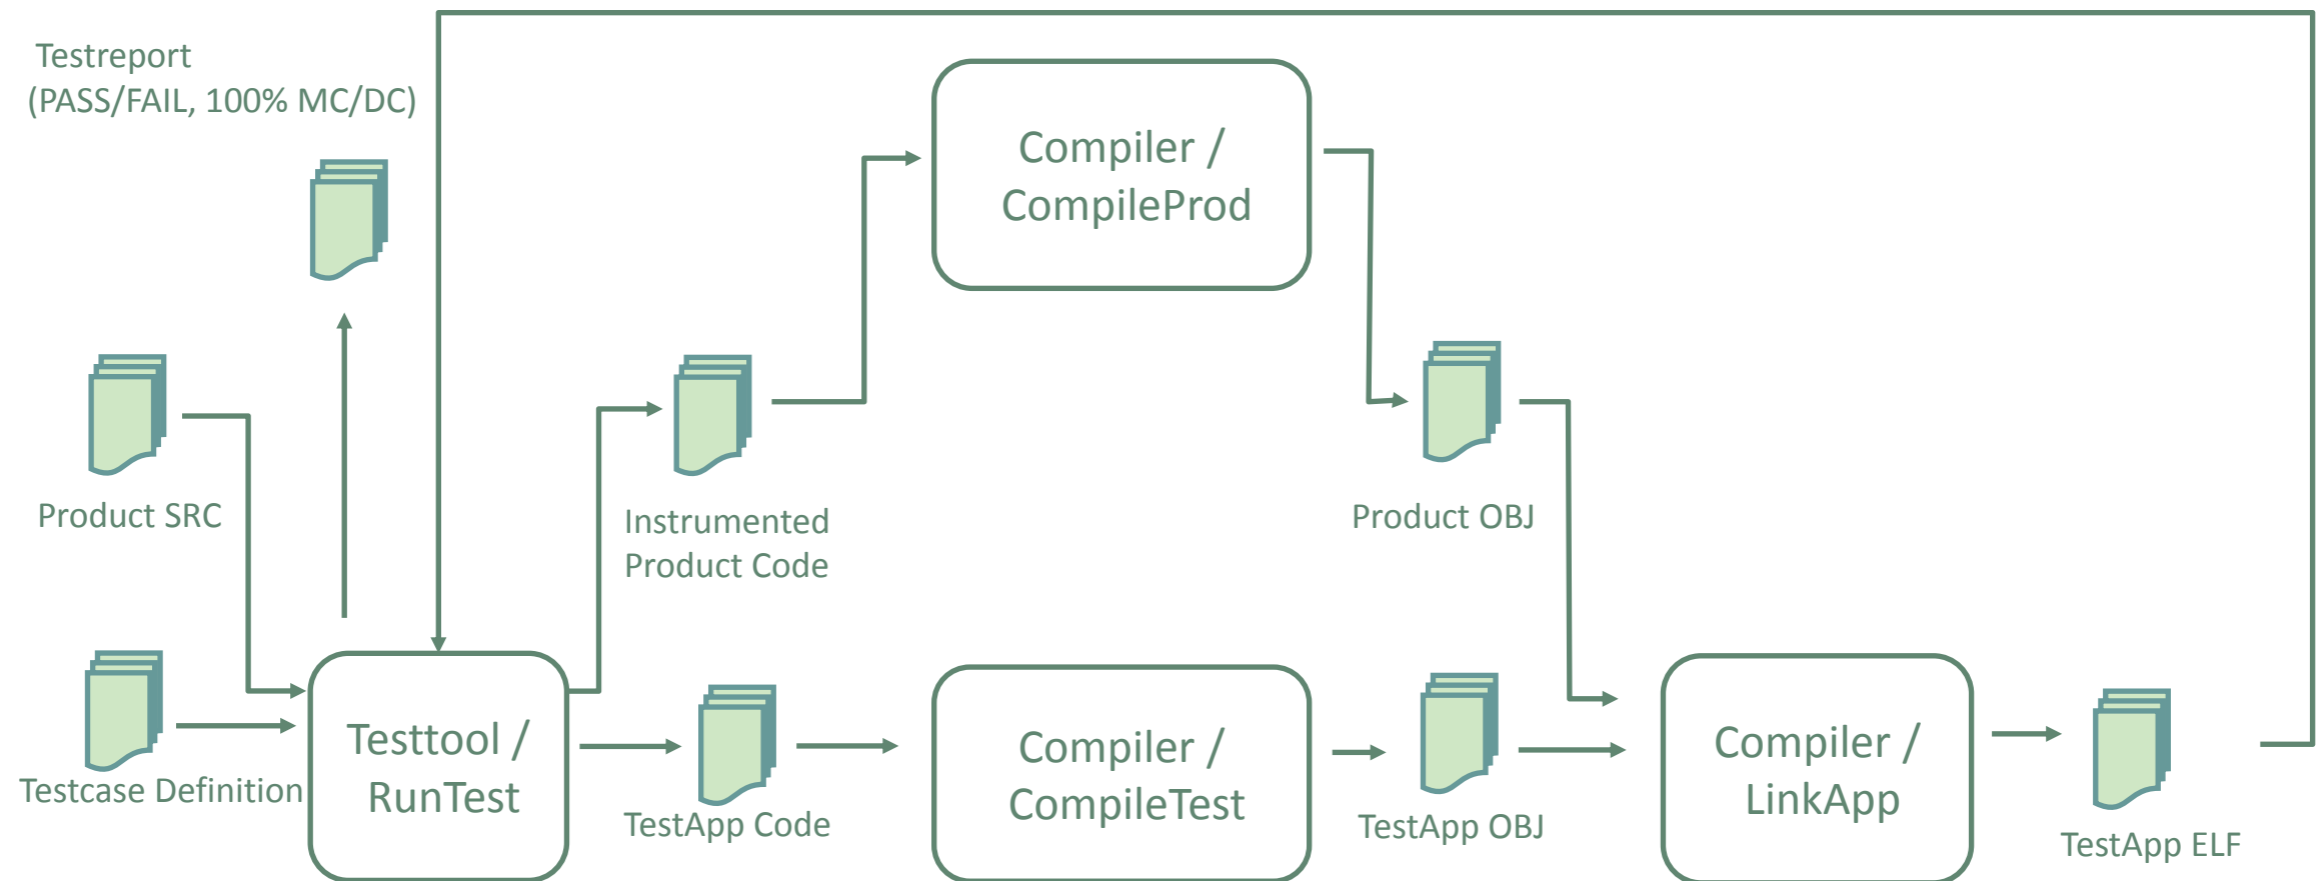 Testreport
(PASS/FAIL, 100% MC/DC)
Compiler /
CompileProd
Product SRC
Instrumented
Product Code
Product OBJ
Testcase Definition
Testtool /
RunTest
TestApp Code
Compiler /
CompileTest
TestApp OBJ
Compiler /
LinkApp
TestApp ELF